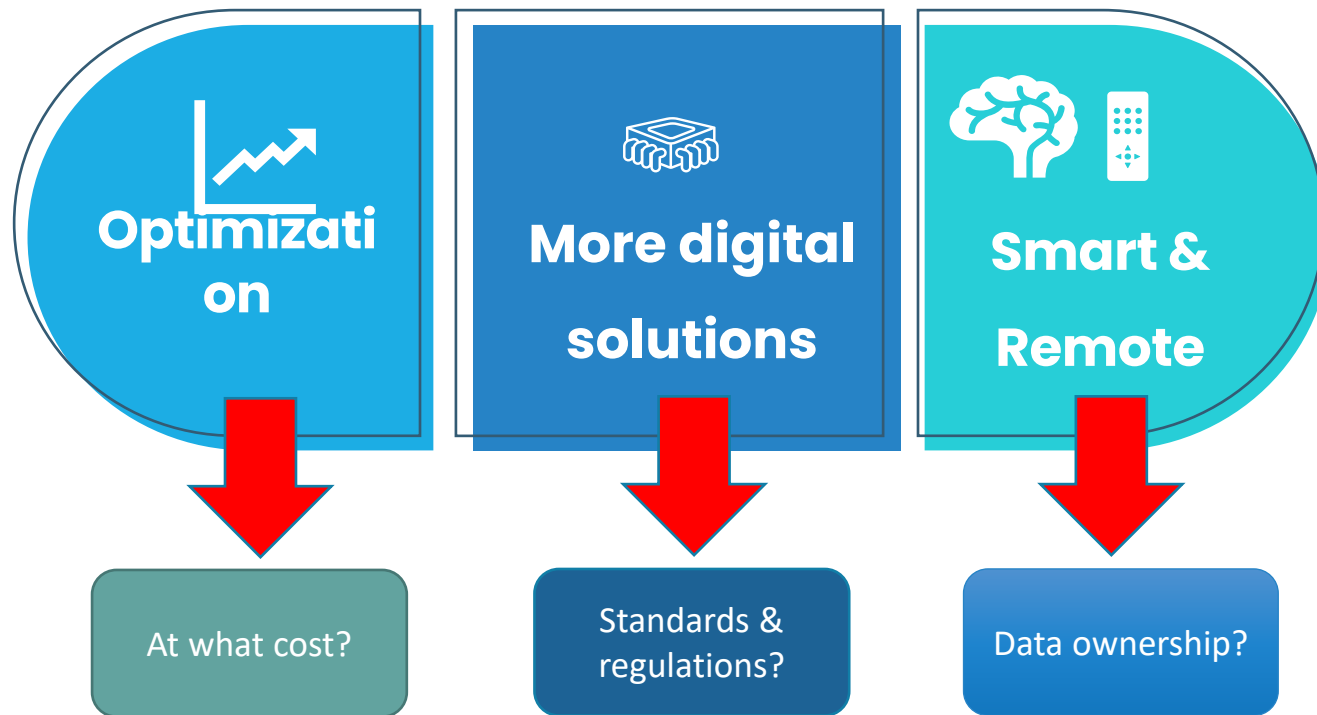 Optimizati
on
More digital
solutions
Smart &
Remote
At what cost?
Standards &
regulations?
Data ownership?